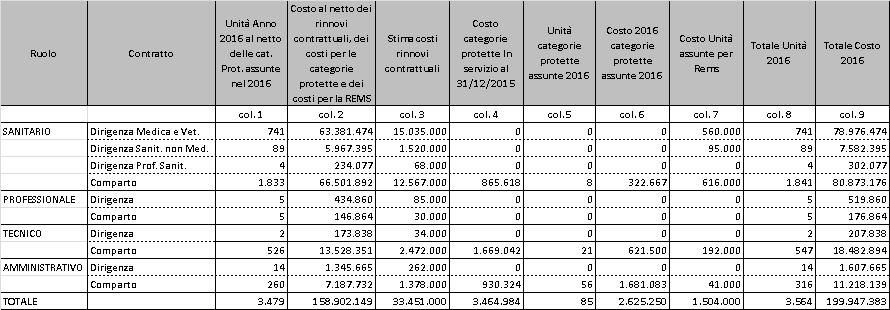 Ruolo | Contratto | Unità Anno 2016 al netto delle cat. Prot. assunte nel 2016 | Costo al netto dei rinnovi contrattuali, dei costi per le categorie protette e dei costi per la REMS | Stima costi rinnovi contrattuali | Costo categorie protette In servizio al 31/12/2015 | Unità categorie protette assunte 2016 | Costo 2016 categorie protette assunte 2016 | Costo Unità assunte per Rems | Totale Unità 2016 | Totale Costo 2016
col. 1 | col. 2 | col. 3 | col. 4 | col. 5 | col. 6 | col. 7 | col. 8 | col. 9
SANITARIO | Dirigenza Medica e Vet. | 741 | 63.381.474 | 15.035.000 | 0 | 0 | 0 | 560.000 | 741 | 78.976.474
Dirigenza Sanit. non Med. | 89 | 5.967.395 | 1.520.000 | 0 | 0 | 0 | 95.000 | 89 | 7.582.395
Dirigenza Prof. Sanit. | 4 | 234.077 | 68.000 | 0 | 0 | 0 | 0 | 4 | 302.077
Comparto | 1.833 | 66.501.892 | 12.567.000 | 865.618 | 8 | 322.667 | 616.000 | 1.841 | 80.873.176
PROFESSIONALE | Dirigenza | 5 | 434.860 | 85.000 | 0 | 0 | 0 | 0 | 5 | 519.860
Comparto | 5 | 146.864 | 30.000 | 0 | 0 | 0 | 0 | 5 | 176.864
TECNICO | Dirigenza | 2 | 173.838 | 34.000 | 0 | 0 | 0 | 0 | 2 | 207.838
Comparto | 526 | 13.528.351 | 2.472.000 | 1.669.042 | 21 | 621.500 | 192.000 | 547 | 18.482.894
AMMINISTRATIVO | Dirigenza | 14 | 1.345.665 | 262.000 | 0 | 0 | 0 | 0 | 14 | 1.607.665
Comparto | 260 | 7.187.732 | 1.378.000 | 930.324 | 56 | 1.681.083 | 41.000 | 316 | 11.218.139
TOTALE | 3.479 | 158.902.149 | 33.451.000 | 3.464.984 | 85 | 2.625.250 | 1.504.000 | 3.564 | 199.947.383